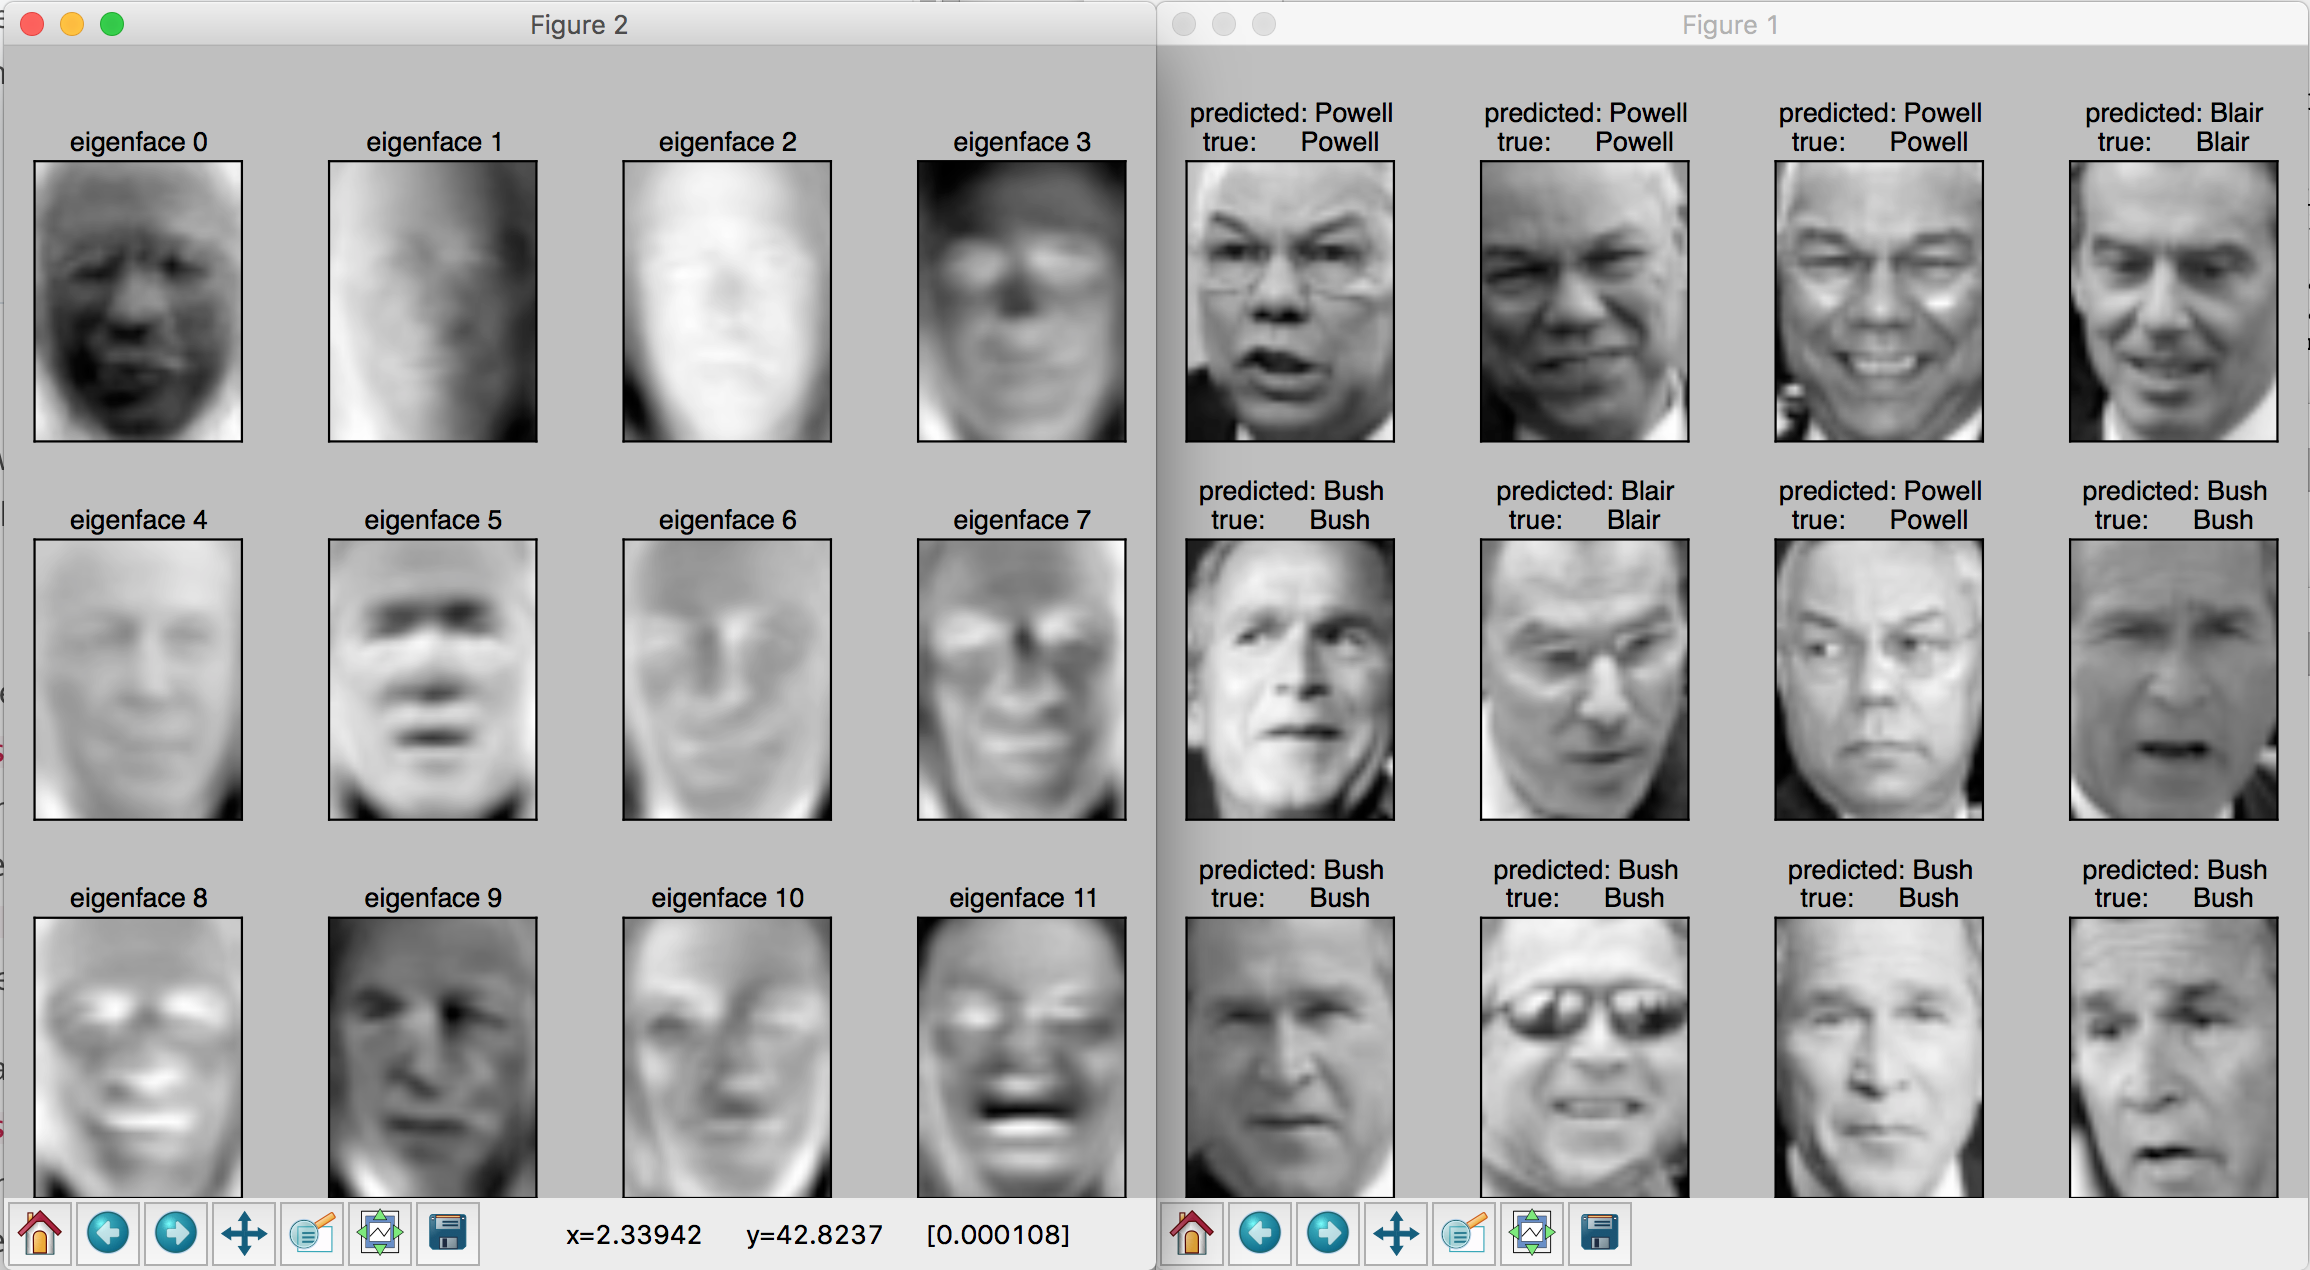 Figure 2
eigenface 0
eigenface 1
eigenface 2
eigenface 3
eigenface 4
eigenface 5
eigenface 6
eigenface 7
eigenface 8
eigenface 9
eigenface 10
eigenface 11
x=2.33942 y=42.8237 [0.000108]
Figure 1
predicted: Powell
true: Powell
predicted: Powell
true: Powell
predicted: Powell
true: Powell
predicted: Blair
true: Blair
predicted: Bush
true: Bush
predicted: Blair
true: Blair
predicted: Powell
true: Powell
predicted: Bush
true: Bush
predicted: Bush
true: Bush
predicted: Bush
true: Bush
predicted: Bush
true: Bush
predicted: Bush
true: Bush